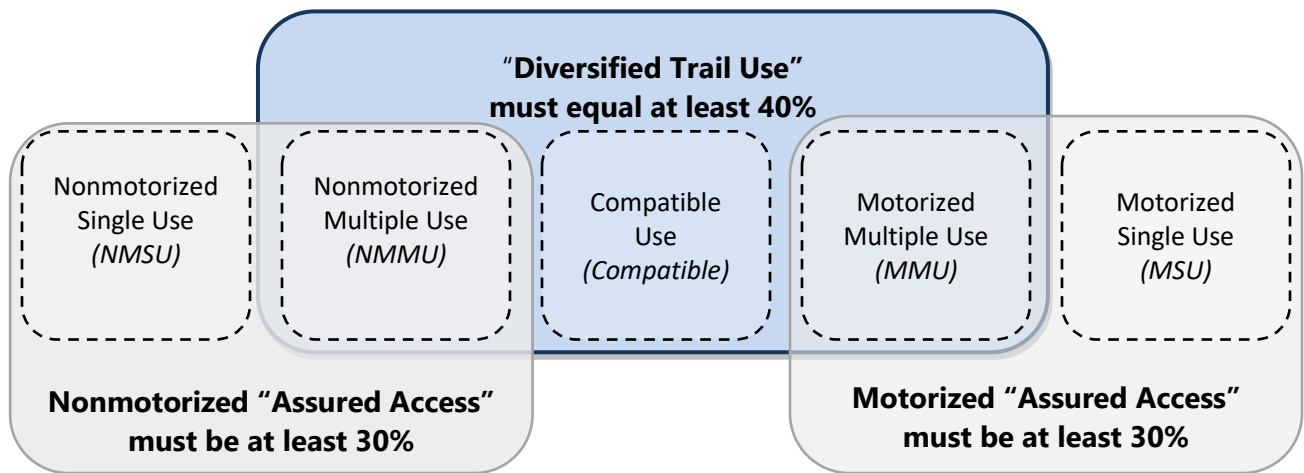 “Diversified Trail Use”
must equal at least 40%
Nonmotorized
Single Use
(NMSU)
Nonmotorized
Multiple Use
(NMMU)
Compatible
Use
(Compatible)
Motorized
Multiple Use
(MMU)
Motorized
Single Use
(MSU)
Nonmotorized “Assured Access”
must be at least 30%
Motorized “Assured Access”
must be at least 30%